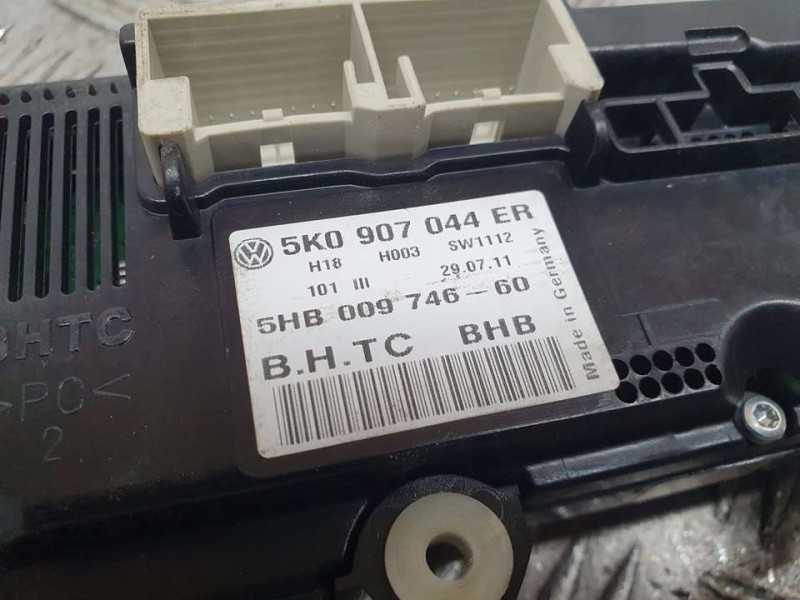 5K0 907 044 ER
H18 H003 SW1112
101 III 29.07.11
5HB 009 746-60
B.H.TC BHB
Made in Germany
BHTC
>PC<
2